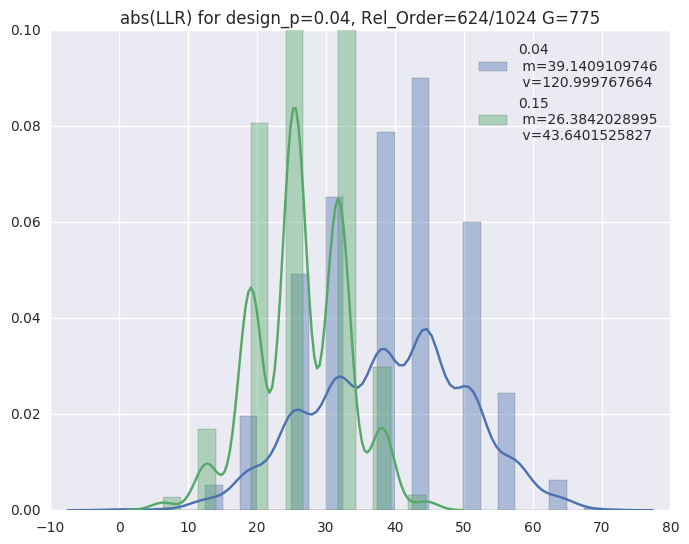 abs(LLR) for design_p=0.04, Rel_Order=624/1024 G=775
0.04
m=39.1409109746
v=120.999767664
0.15
m=26.3842028995
v=43.6401525827
0.10
0.08
0.06
0.04
0.02
0.00
−10 0 10 20 30 40 50 60 70 80